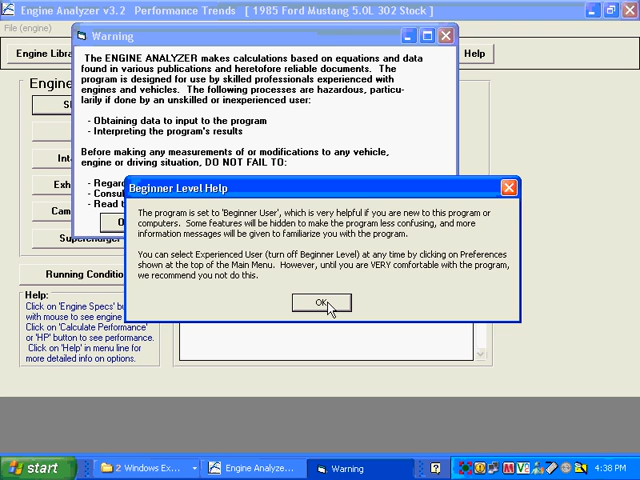 Engine Analyzer v3.2 Performance Trends [ 1985 Ford Mustang 5.0L 302 Stock ]
File (engine)
Engine Libra
Help
Warning
The ENGINE ANALYZER makes calculations based on equations and data
found in various publications and heretofore reliable documents. The
program is designed for use by skilled professionals experienced with
engines and vehicles. The following processes are hazardous, particu-
larily if done by an unskilled or inexperienced user:
- Obtaining data to input to the program
- Interpreting the program's results
Before making any measurements of or modifications to any vehicle,
engine or driving situation, DO NOT FAIL TO:
- Regar
- Consu
- Read t
Engine
Int
Exh
Cam
Supercharger
Running Conditio
Beginner Level Help
The program is set to 'Beginner User', which is very helpful if you are new to this program or
computers. Some features will be hidden to make the program less confusing, and more
information messages will be given to familiarize you with the program.
You can select Experienced User (turn off Beginner Level) at any time by clicking on Preferences
shown at the top of the Main Menu. However, until you are VERY comfortable with the program,
we recommend you not do this.
OK
Help:
Click on 'Engine Specs' bu
with mouse to see engine
Click on 'Calculate Performance'
or 'HP' button to see performance.
Click on 'Help' in menu line for
more detailed info on options.
start
2 Windows Ex...
Engine Analyze...
Warning
4:38 PM